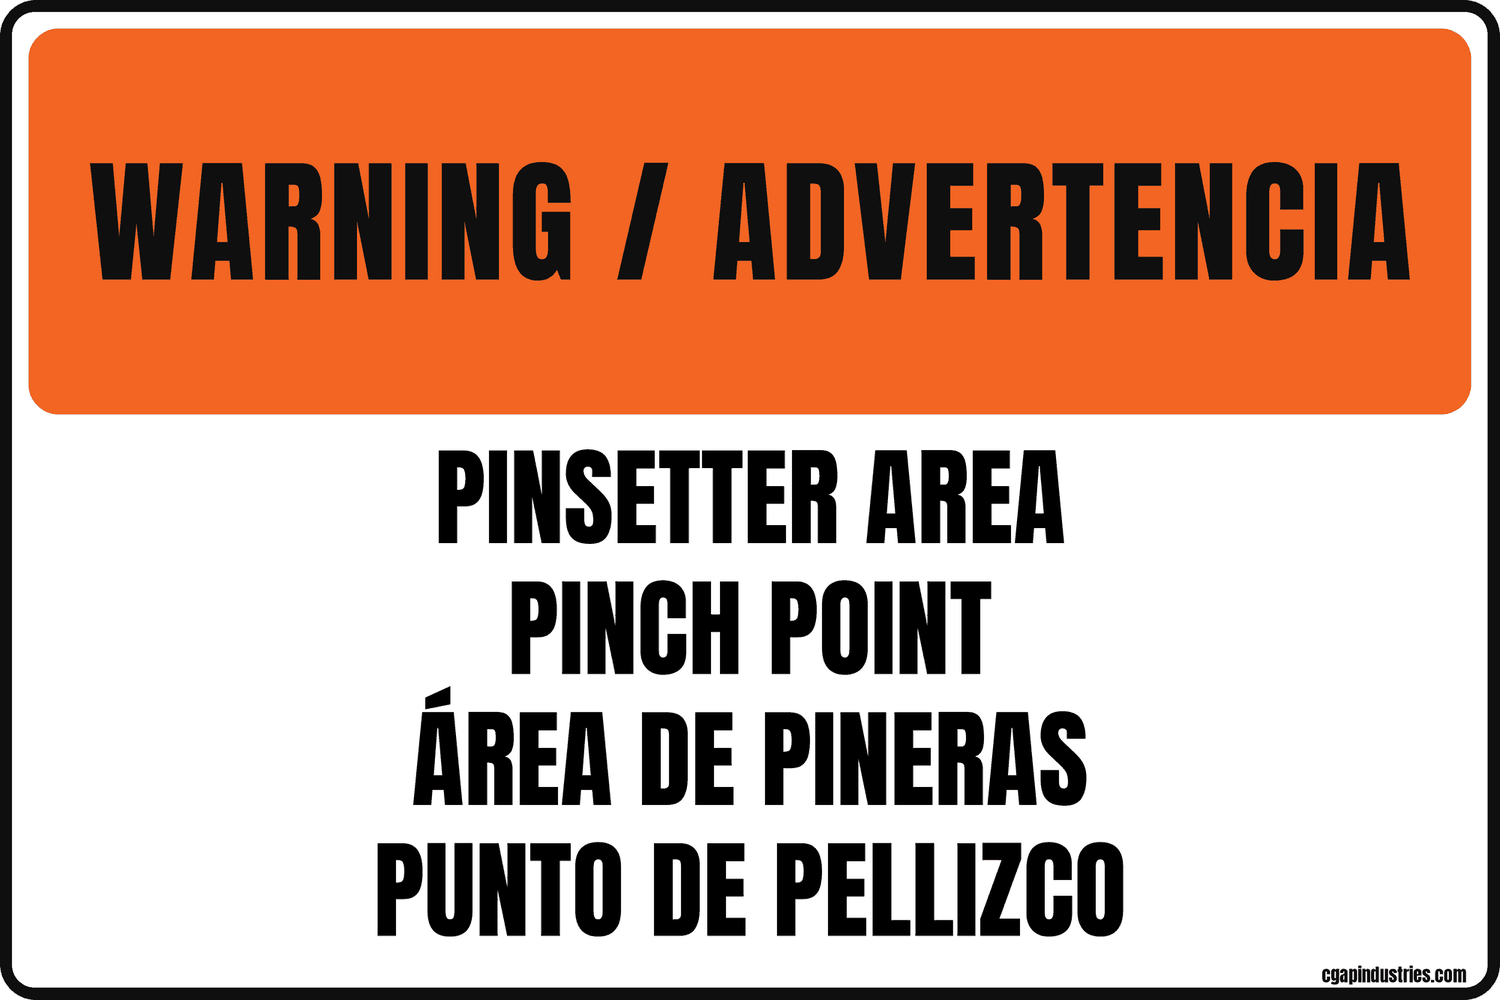 WARNING / ADVERTENCIA
PINSETTER AREA
PINCH POINT
ÁREA DE PINERAS
PUNTO DE PELLIZCO
cgapindustries.com